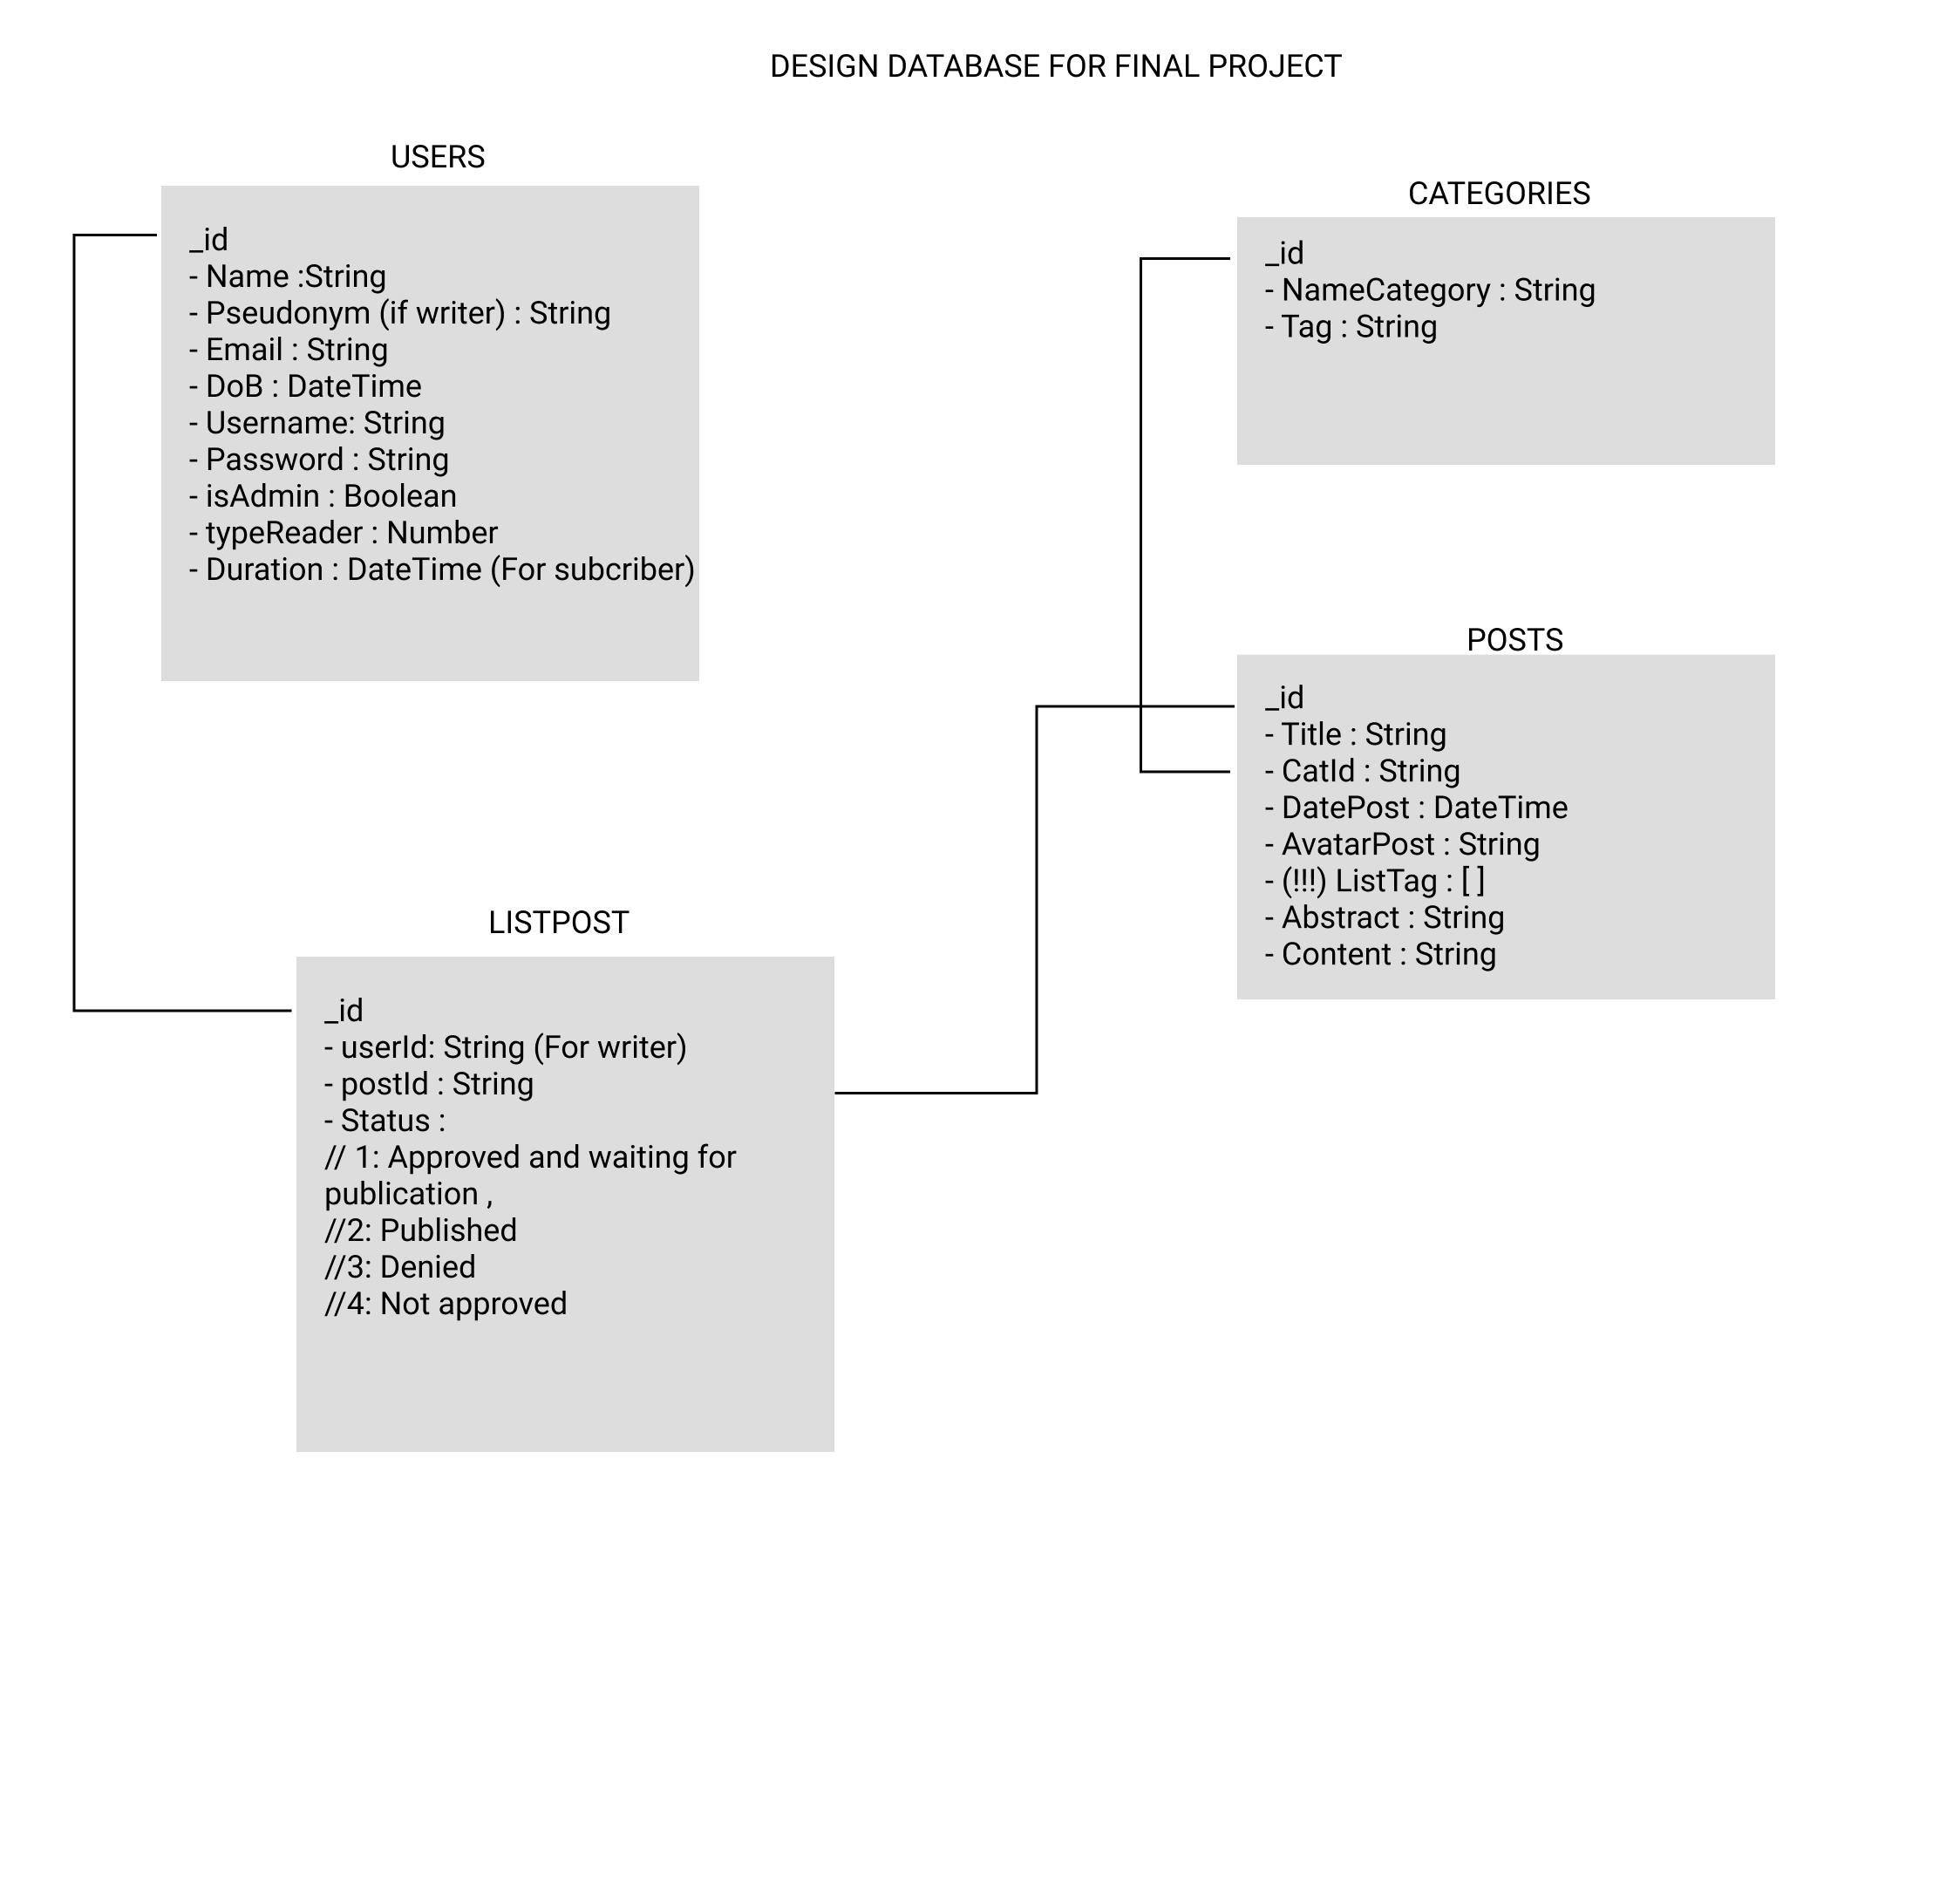 DESIGN DATABASE FOR FINAL PROJECT
USERS
_id
- Name :String
- Pseudonym (if writer) : String
- Email : String
- DoB : DateTime
- Username: String
- Password : String
- isAdmin : Boolean
- typeReader : Number
- Duration : DateTime (For subcriber)
CATEGORIES
_id
- NameCategory : String
- Tag : String
POSTS
_id
- Title : String
- CatId : String
- DatePost : DateTime
- AvatarPost : String
- (!!!) ListTag : [ ]
- Abstract : String
- Content : String
LISTPOST
_id
- userId: String (For writer)
- postId : String
- Status :
// 1: Approved and waiting for
publication ,
//2: Published
//3: Denied
//4: Not approved